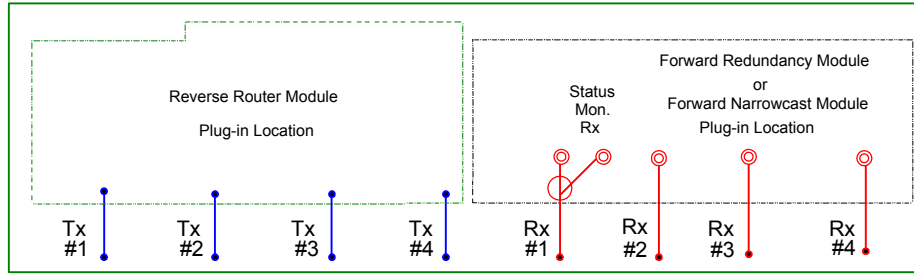 Reverse Router Module
Plug-in Location
Forward Redundancy Module
or
Forward Narrowcast Module
Plug-in Location
Status
Mon.
Rx
Tx
#1
Tx
#2
Tx
#3
Tx
#4
Rx
#1
Rx
#2
Rx
#3
Rx
#4